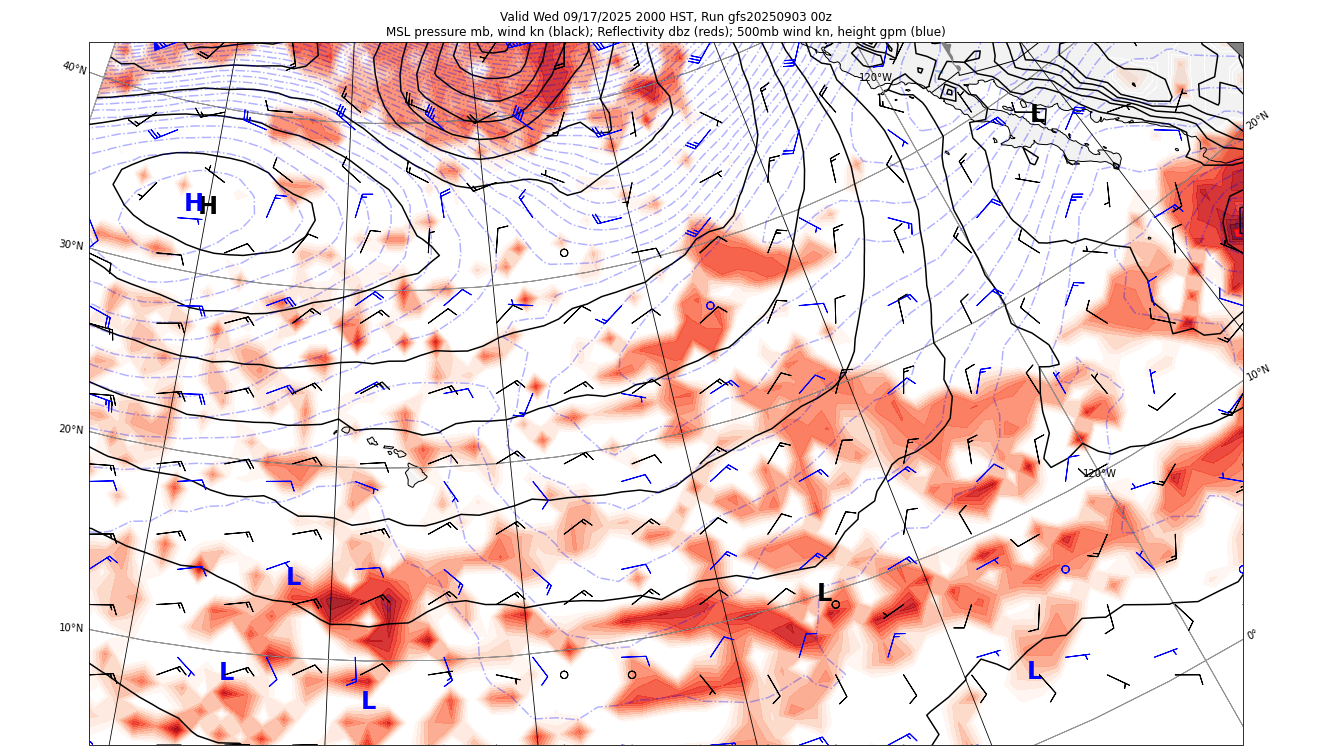 Valid Wed 09/17/2025 2000 HST, Run gfs20250903 00z
MSL pressure mb, wind kn (black); Reflectivity dbz (reds); 500mb wind kn, height gpm (blue)
40°N
120°W
20°N
L
H
H
30°N
10°N
20°N
120°W
L
L
10°N
0°
L
L
L